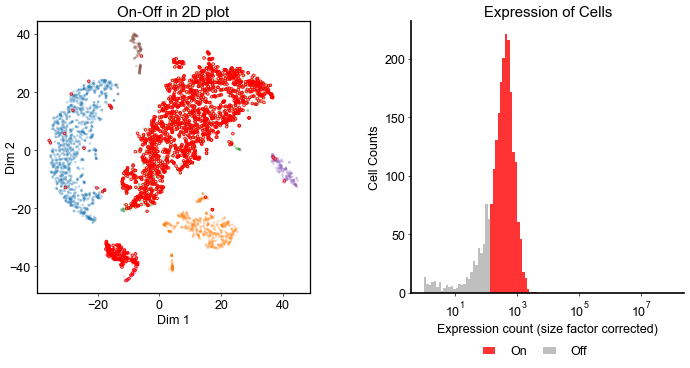 On-Off in 2D plot
40
20
0
−20
−40
Dim 2
−20
0
20
40
Dim 1
Expression of Cells
200
150
100
50
0
Cell Counts
10^1
10^3
10^5
10^7
Expression count (size factor corrected)
On
Off